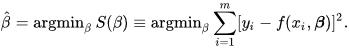 β̂ = argmin_β S(β) ≡ argmin_β ∑_{i=1}^{m} [y_i − f(x_i, 𝜷)]².